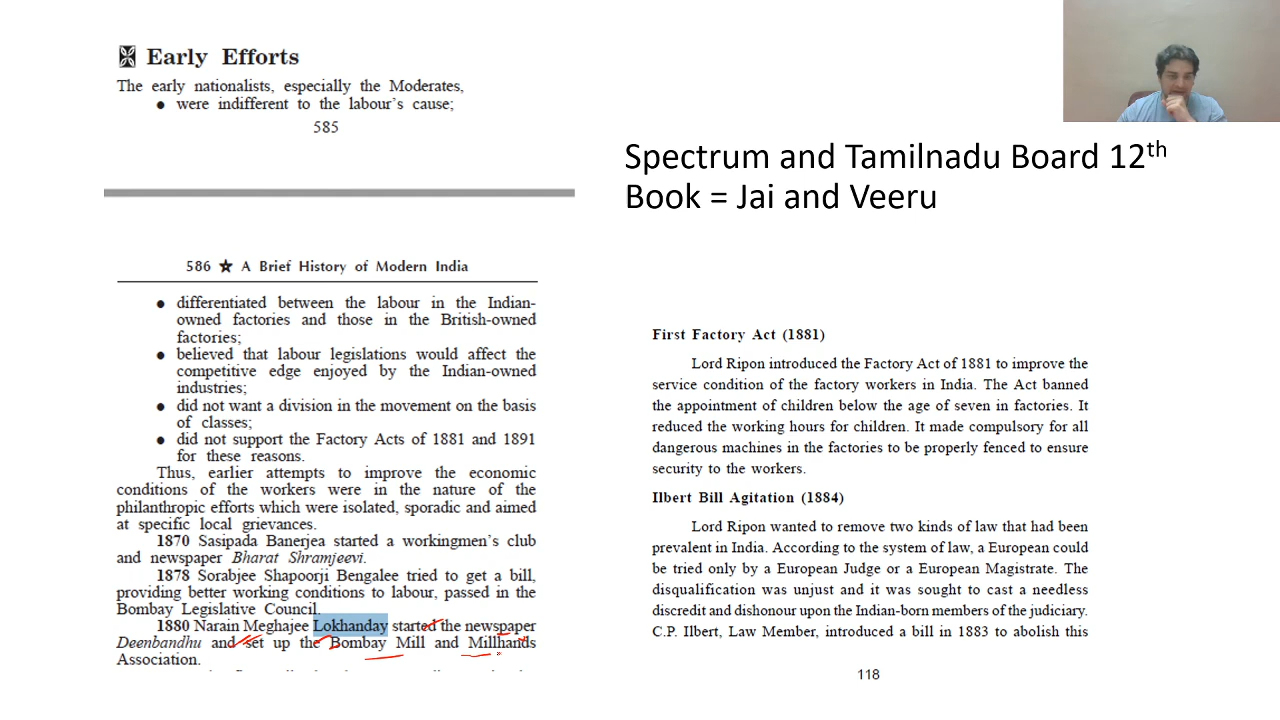 Early Efforts
The early nationalists, especially the Moderates,
● were indifferent to the labour's cause;
585
586 ★ A Brief History of Modern India
● differentiated between the labour in the Indian-
owned factories and those in the British-owned
factories;
● believed that labour legislations would affect the
competitive edge enjoyed by the Indian-owned
industries;
● did not want a division in the movement on the basis
of classes;
● did not support the Factory Acts of 1881 and 1891
for these reasons.
Thus, earlier attempts to improve the economic
conditions of the workers were in the nature of the
philanthropic efforts which were isolated, sporadic and aimed
at specific local grievances.
1870 Sasipada Banerjea started a workingmen's club
and newspaper Bharat Shramjeevi.
1878 Sorabjee Shapoorji Bengalee tried to get a bill,
providing better working conditions to labour, passed in the
Bombay Legislative Council.
1880 Narain Meghajee Lokhanday started the newspaper
Deenbandhu and set up the Bombay Mill and Millhands
Association.
Spectrum and Tamilnadu Board 12th
Book = Jai and Veeru
First Factory Act (1881)
Lord Ripon introduced the Factory Act of 1881 to improve the
service condition of the factory workers in India. The Act banned
the appointment of children below the age of seven in factories. It
reduced the working hours for children. It made compulsory for all
dangerous machines in the factories to be properly fenced to ensure
security to the workers.
Ilbert Bill Agitation (1884)
Lord Ripon wanted to remove two kinds of law that had been
prevalent in India. According to the system of law, a European could
be tried only by a European Judge or a European Magistrate. The
disqualification was unjust and it was sought to cast a needless
discredit and dishonour upon the Indian-born members of the judiciary.
C.P. Ilbert, Law Member, introduced a bill in 1883 to abolish this
118